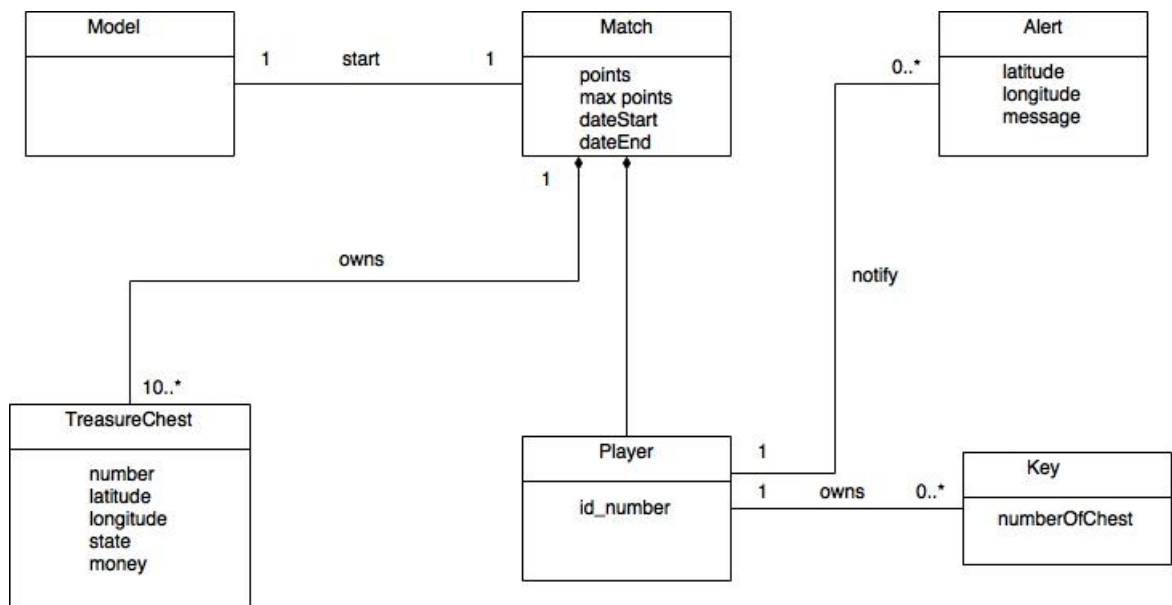 Model
1
start
1
Match
points
max points
dateStart
dateEnd
Alert
0..*
latitude
longitude
message
1
owns
notify
10..*
TreasureChest
number
latitude
longitude
state
money
Player
id_number
1
1
owns
0..*
Key
numberOfChest